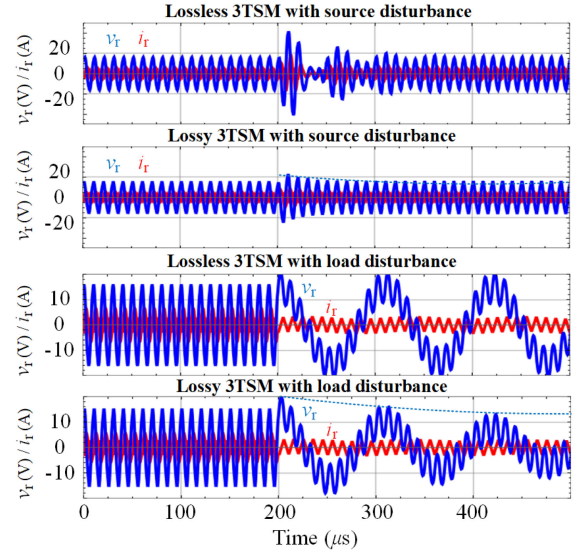 Lossless 3TSM with source disturbance
vr(V) / ir(A)
20
0
-20
vr ir
Lossy 3TSM with source disturbance
vr(V) / ir(A)
20
0
-20
vr ir
Lossless 3TSM with load disturbance
vr(V) / ir(A)
10
0
-10
vr
ir
Lossy 3TSM with load disturbance
vr(V) / ir(A)
10
0
-10
vr
ir
0 100 200 300 400
Time (μs)